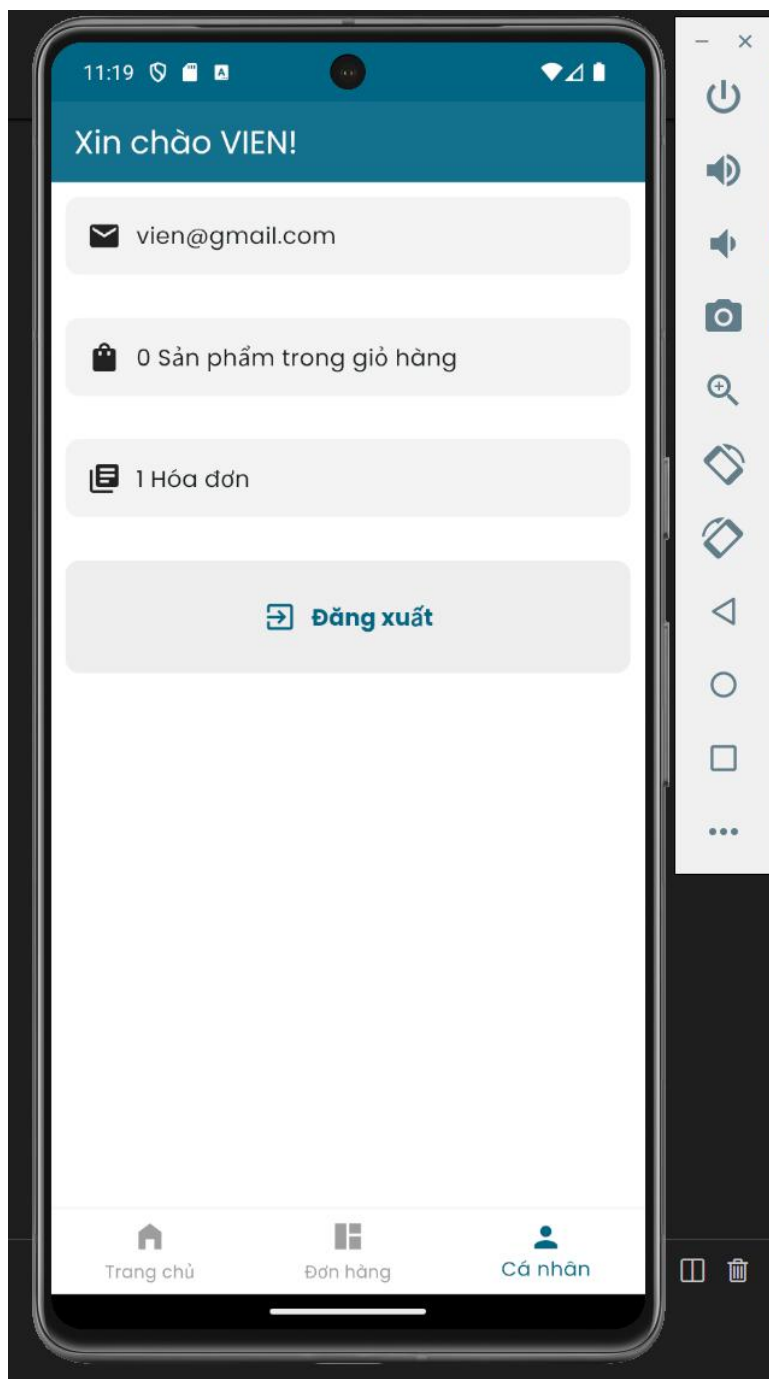 11:19
Xin chào VIEN!
vien@gmail.com
0 Sản phẩm trong giỏ hàng
1 Hóa đơn
Đăng xuất
Trang chủ
Đơn hàng
Cá nhân